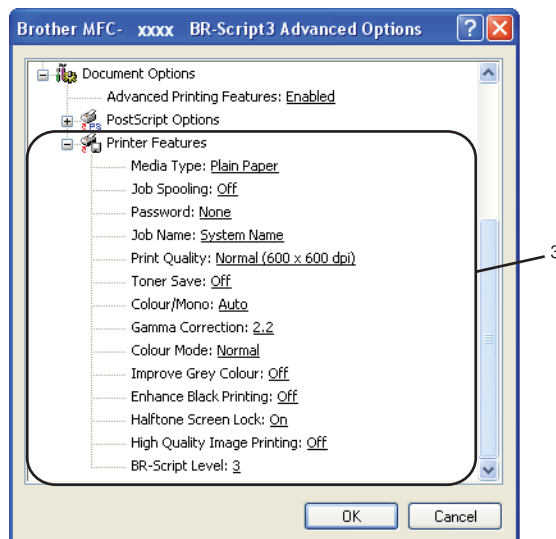 Brother MFC- xxxx BR-Script3 Advanced Options
Document Options
Advanced Printing Features: Enabled
PostScript Options
Printer Features
Media Type: Plain Paper
Job Spooling: Off
Password: None
Job Name: System Name
Print Quality: Normal (600 x 600 dpi)
Toner Save: Off
Colour/Mono: Auto
Gamma Correction: 2.2
Colour Mode: Normal
Improve Grey Colour: Off
Enhance Black Printing: Off
Halftone Screen Lock: On
High Quality Image Printing: Off
BR-Script Level: 3
3
OK Cancel